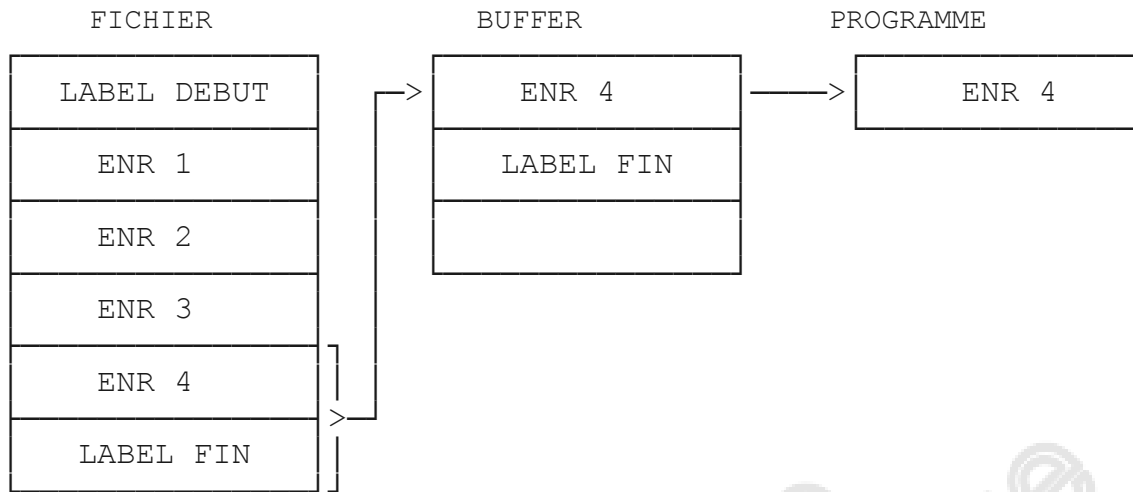 FICHIER BUFFER PROGRAMME
LABEL DEBUT ENR 4 ENR 4
ENR 1 LABEL FIN
ENR 2
ENR 3
ENR 4
LABEL FIN